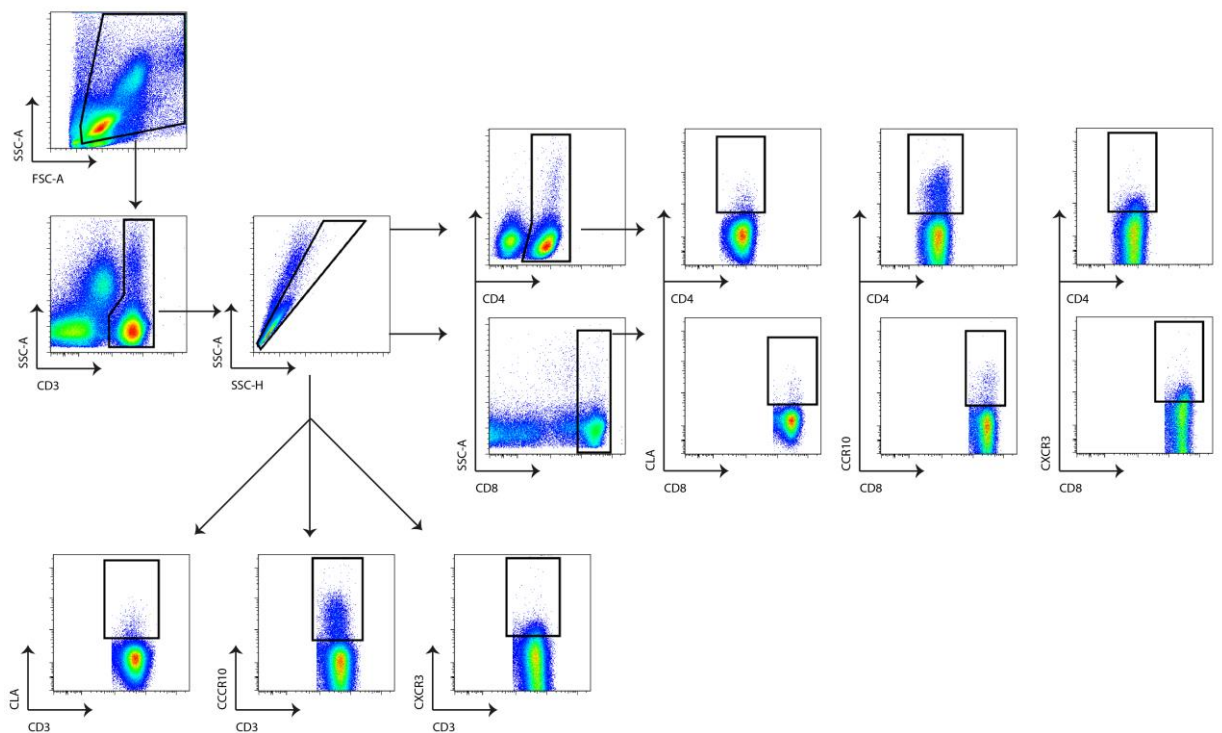 SSC-A
FSC-A
SSC-A
CD3
SSC-A
SSC-H
CD4
CD4
CD4
CD4
SSC-A
CD8
CLA
CD8
CCR10
CD8
CXCR3
CD8
CLA
CD3
CCCR10
CD3
CXCR3
CD3